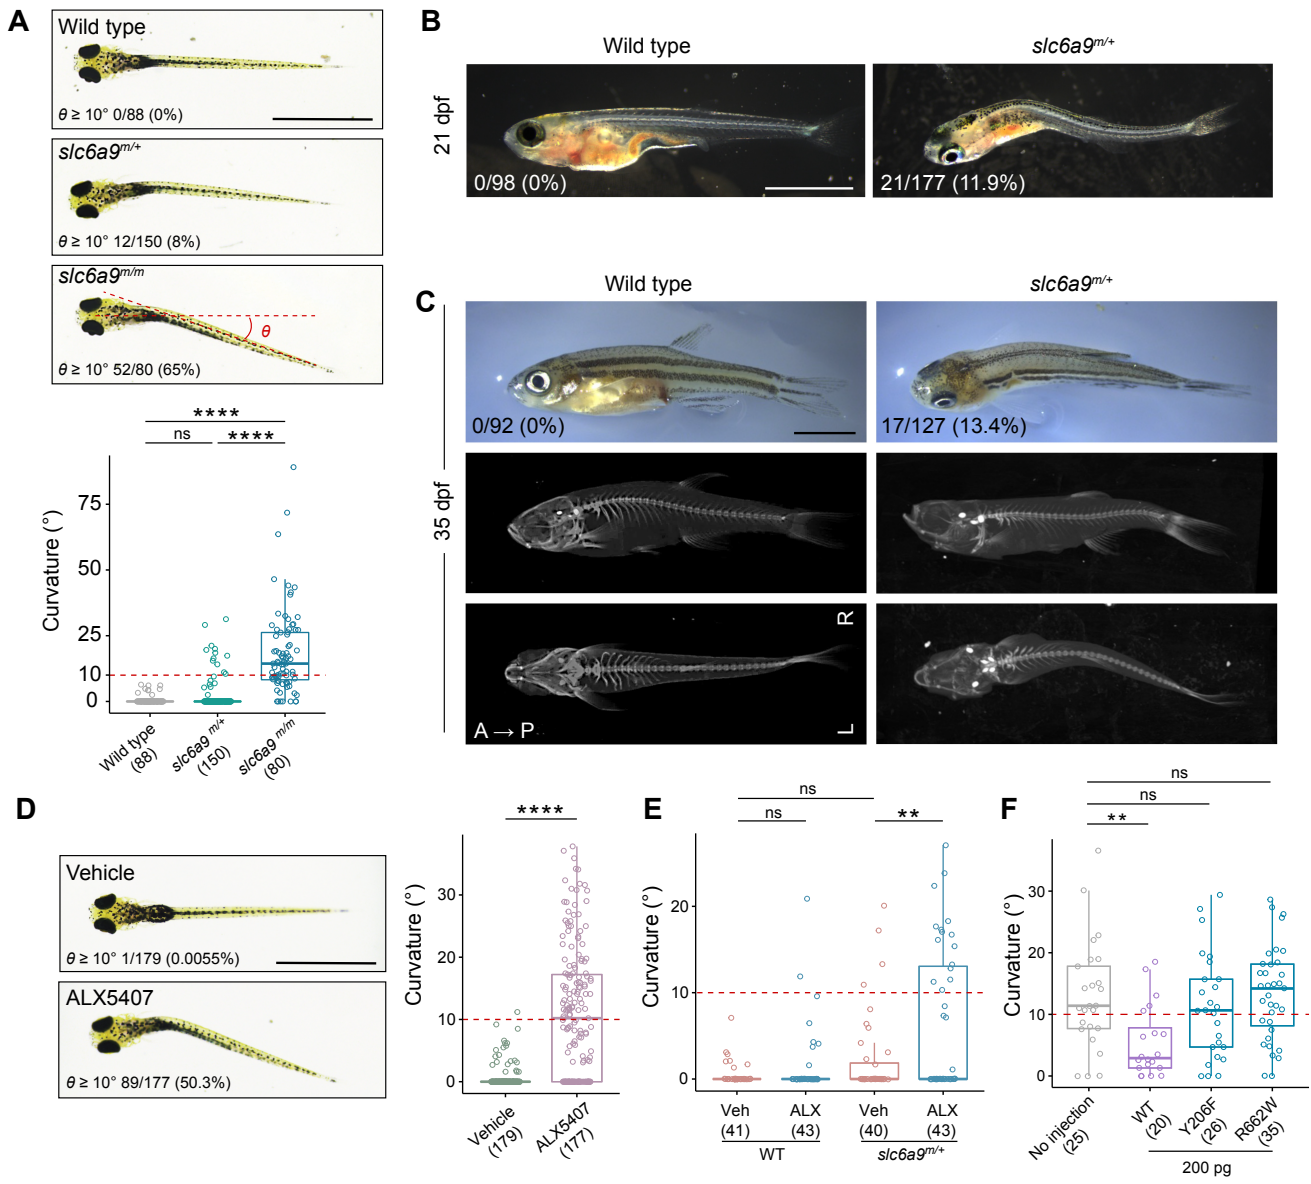 A
Wild type
θ ≥ 10° 0/88 (0%)
slc6a9m/+
θ ≥ 10° 12/150 (8%)
slc6a9m/m
θ
θ ≥ 10° 52/80 (65%)
****
ns
****
Curvature (°)
75
50
25
10
0
Wild type
(88)
slc6a9 m/+
(150)
slc6a9 m/m
(80)
B
Wild type
slc6a9m/+
21 dpf
0/98 (0%)
21/177 (11.9%)
C
Wild type
slc6a9m/+
35 dpf
0/92 (0%)
17/127 (13.4%)
R
A → P
L
D
Vehicle
θ ≥ 10° 1/179 (0.0055%)
ALX5407
θ ≥ 10° 89/177 (50.3%)
****
Curvature (°)
30
20
10
0
Vehicle
(179)
ALX5407
(177)
E
ns
ns
**
Curvature (°)
20
10
0
Veh
(41)
ALX
(43)
Veh
(40)
ALX
(43)
WT
slc6a9m/+
F
ns
ns
**
Curvature (°)
30
20
10
0
No injection
(25)
WT
(20)
Y206F
(26)
R662W
(35)
200 pg